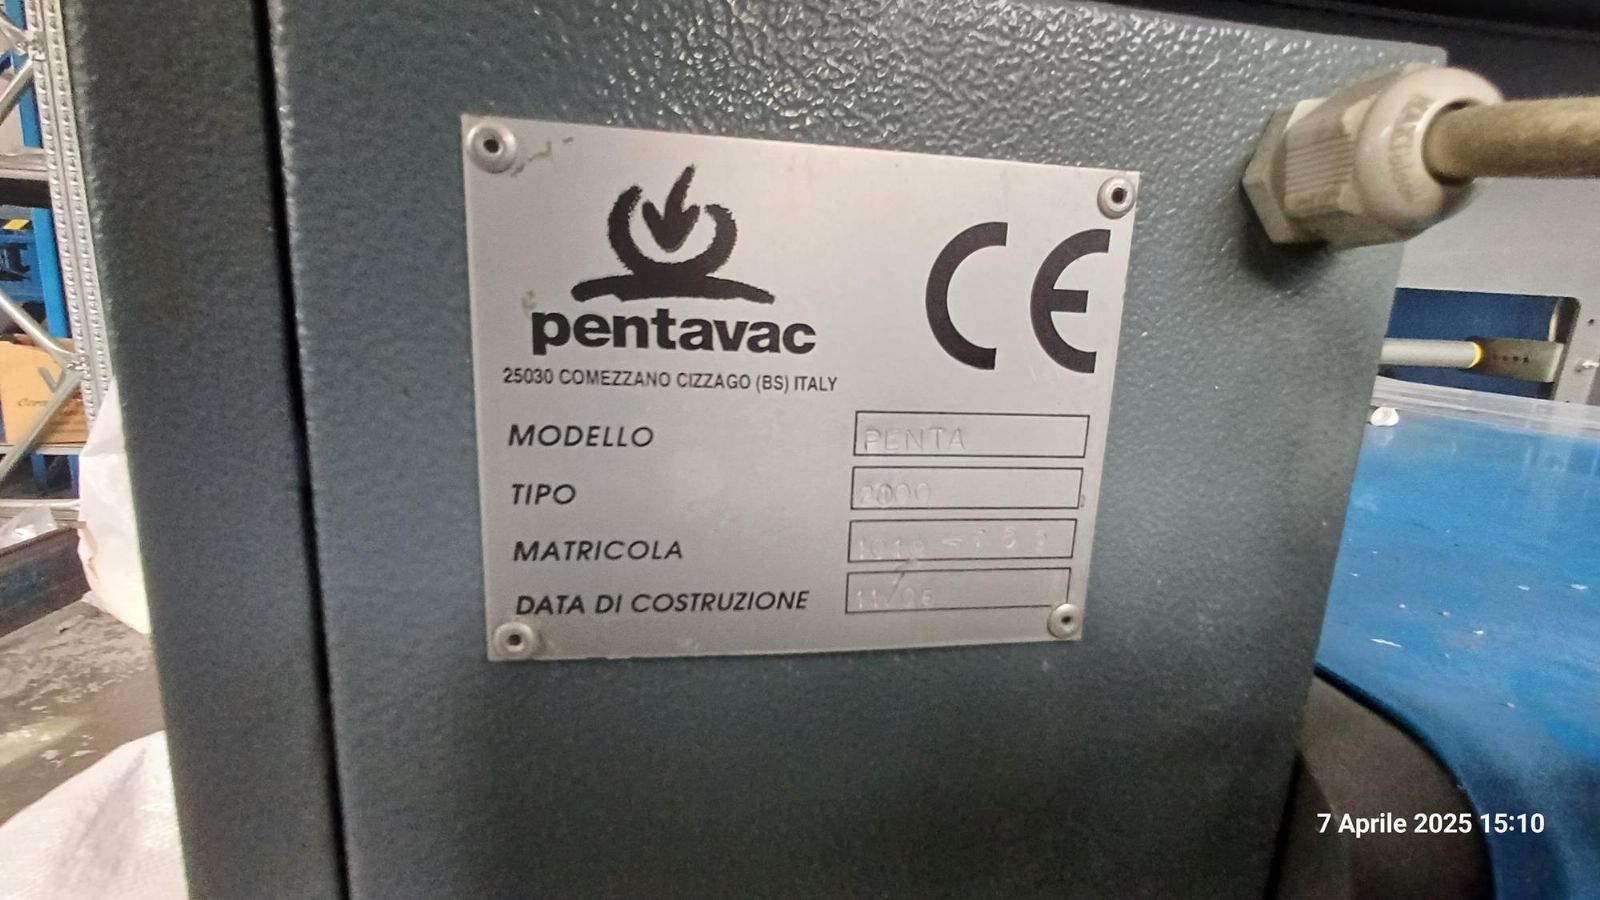 pentavac
CE
25030 COMEZZANO CIZZAGO (BS) ITALY
MODELLO PENTA
TIPO 2000
MATRICOLA
DATA DI COSTRUZIONE
7 Aprile 2025 15:10